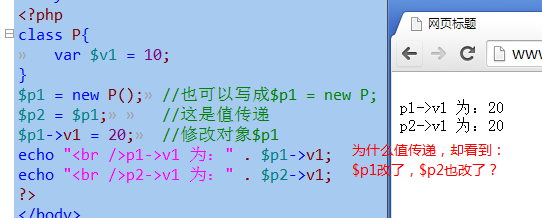 <?php
class P{
» var $v1 = 10;
}
$p1 = new P();» //也可以写成$p1 = new P;
$p2 = $p1;» » //这是值传递
$p1->v1 = 20;» //修改对象$p1
echo "<br />p1->v1 为：" . $p1->v1;
echo "<br />p2->v1 为：" . $p2->v1;
?>
</body>
网页标题
www
p1->v1 为：20
p2->v1 为：20
为什么值传递，却看到：
$p1改了，$p2也改了？